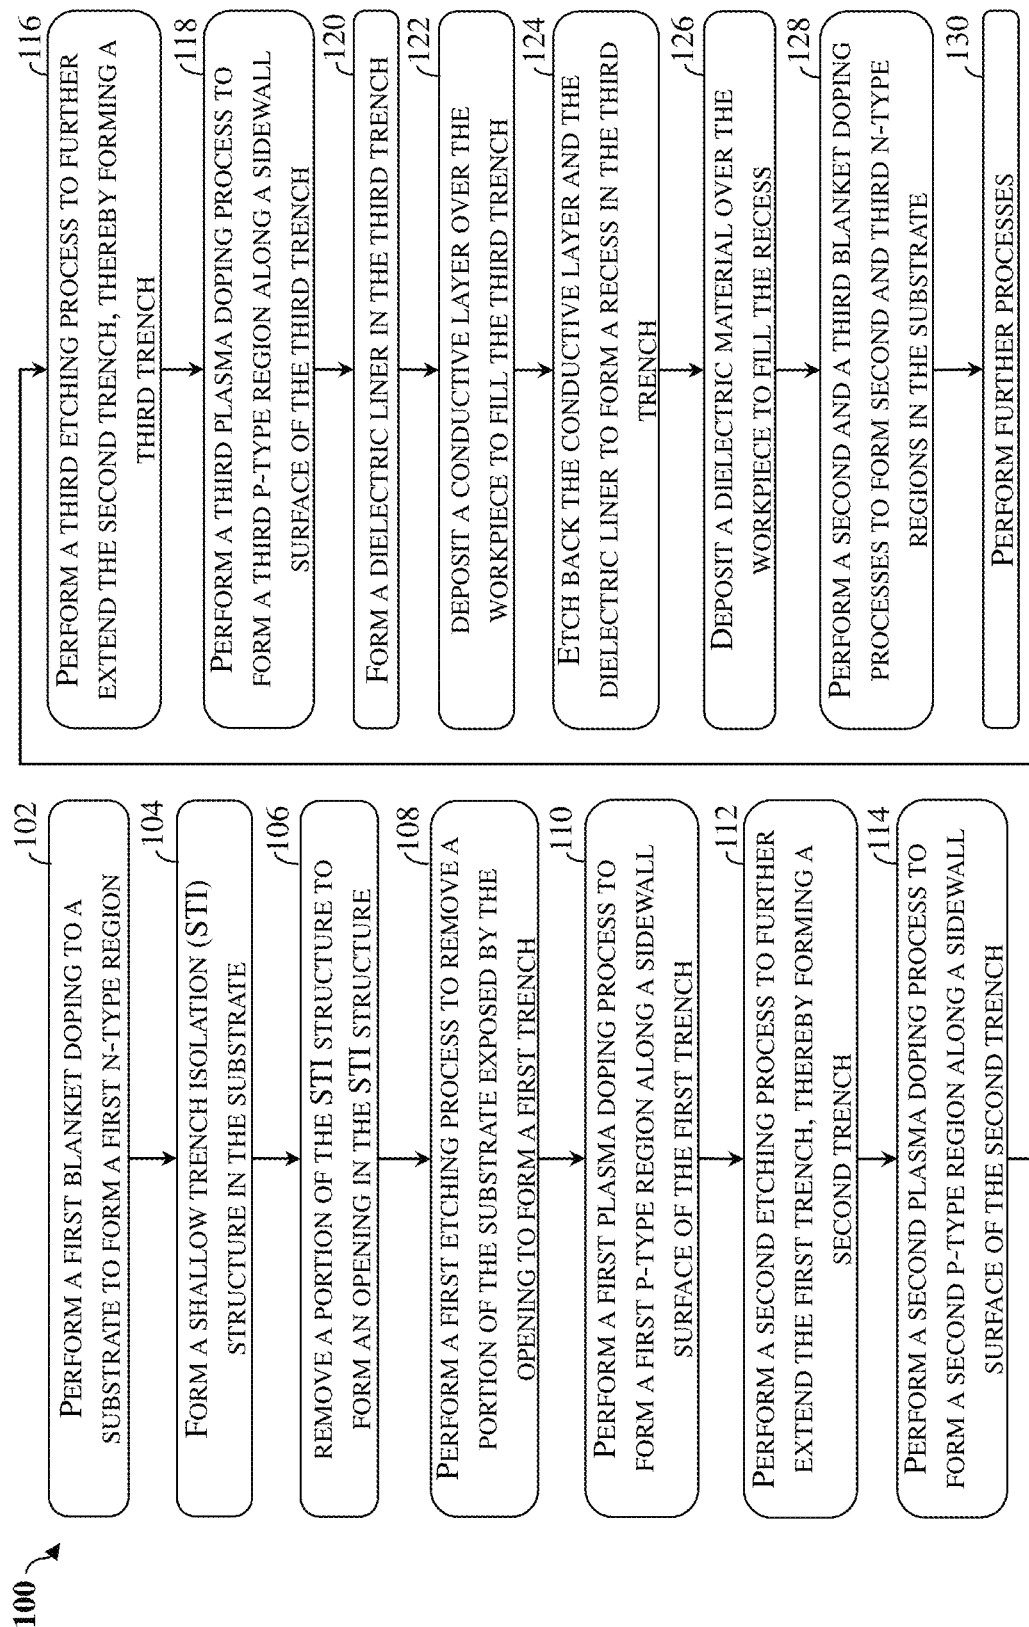 100
102
PERFORM A FIRST BLANKET DOPING TO A
SUBSTRATE TO FORM A FIRST N-TYPE REGION
104
FORM A SHALLOW TRENCH ISOLATION (STI)
STRUCTURE IN THE SUBSTRATE
106
REMOVE A PORTION OF THE STI STRUCTURE TO
FORM AN OPENING IN THE STI STRUCTURE
108
PERFORM A FIRST ETCHING PROCESS TO REMOVE A
PORTION OF THE SUBSTRATE EXPOSED BY THE
OPENING TO FORM A FIRST TRENCH
110
PERFORM A FIRST PLASMA DOPING PROCESS TO
FORM A FIRST P-TYPE REGION ALONG A SIDEWALL
SURFACE OF THE FIRST TRENCH
112
PERFORM A SECOND ETCHING PROCESS TO FURTHER
EXTEND THE FIRST TRENCH, THEREBY FORMING A
SECOND TRENCH
114
PERFORM A SECOND PLASMA DOPING PROCESS TO
FORM A SECOND P-TYPE REGION ALONG A SIDEWALL
SURFACE OF THE SECOND TRENCH
116
PERFORM A THIRD ETCHING PROCESS TO FURTHER
EXTEND THE SECOND TRENCH, THEREBY FORMING A
THIRD TRENCH
118
PERFORM A THIRD PLASMA DOPING PROCESS TO
FORM A THIRD P-TYPE REGION ALONG A SIDEWALL
SURFACE OF THE THIRD TRENCH
120
FORM A DIELECTRIC LINER IN THE THIRD TRENCH
122
DEPOSIT A CONDUCTIVE LAYER OVER THE
WORKPIECE TO FILL THE THIRD TRENCH
124
ETCH BACK THE CONDUCTIVE LAYER AND THE
DIELECTRIC LINER TO FORM A RECESS IN THE THIRD
TRENCH
126
DEPOSIT A DIELECTRIC MATERIAL OVER THE
WORKPIECE TO FILL THE RECESS
128
PERFORM A SECOND AND A THIRD BLANKET DOPING
PROCESSES TO FORM SECOND AND THIRD N-TYPE
REGIONS IN THE SUBSTRATE
130
PERFORM FURTHER PROCESSES